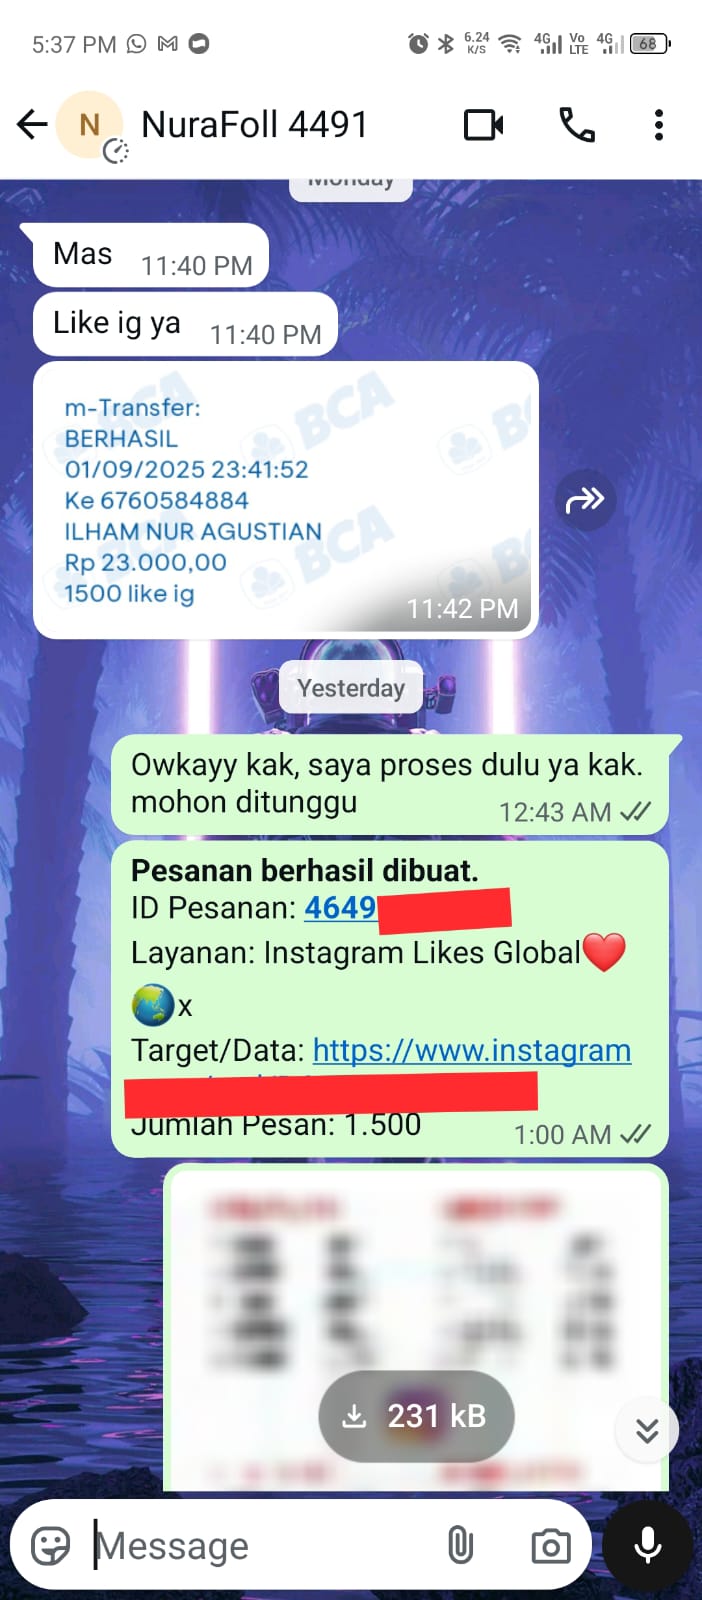 5:37 PM
6.24
K/S
4G
Vo
LTE
4G
68
N
NuraFoll 4491
Monday
Mas
11:40 PM
Like ig ya
11:40 PM
m-Transfer:
BERHASIL
01/09/2025 23:41:52
Ke 6760584884
ILHAM NUR AGUSTIAN
Rp 23.000,00
1500 like ig
BCA
BCA
11:42 PM
Yesterday
Owkayy kak, saya proses dulu ya kak.
mohon ditunggu
12:43 AM
Pesanan berhasil dibuat.
ID Pesanan: 4649
Layanan: Instagram Likes Global❤️
🌏x
Target/Data: https://www.instagram
Jumlah Pesan: 1.500
1:00 AM
231 kB
Message